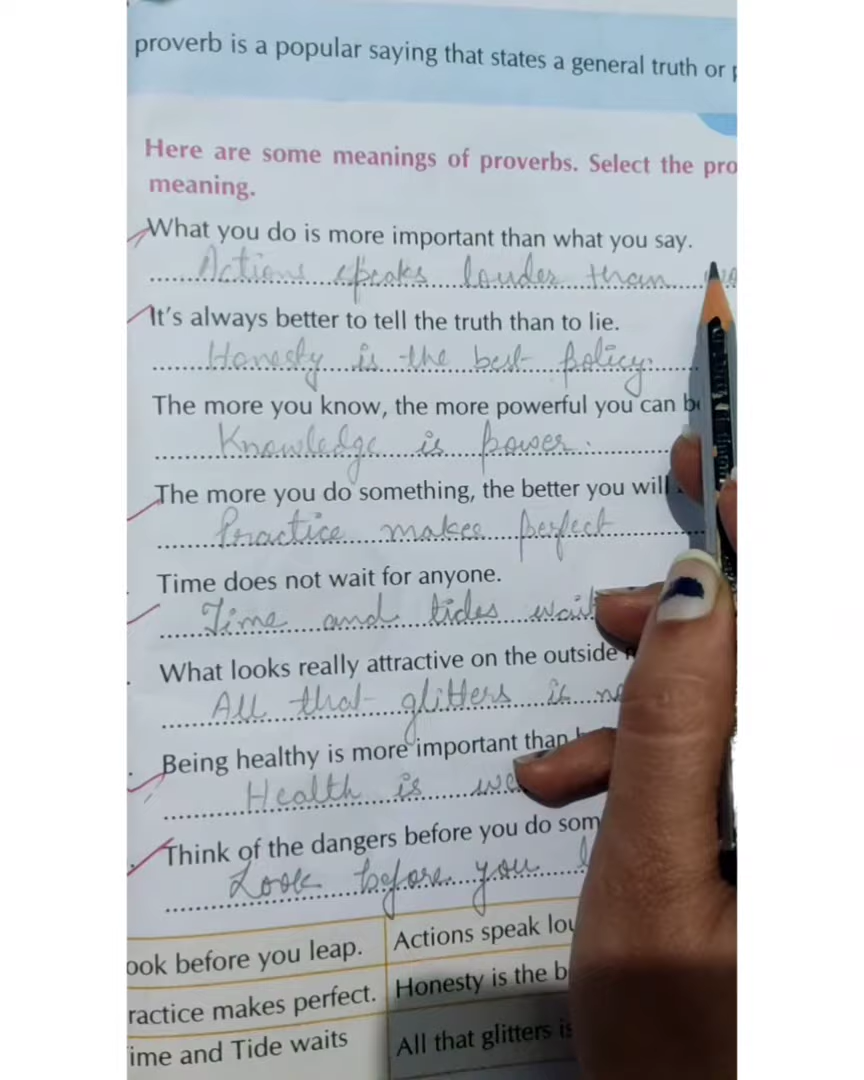 proverb is a popular saying that states a general truth or
Here are some meanings of proverbs. Select the pro
meaning.
What you do is more important than what you say.
Actions speaks louder than
It's always better to tell the truth than to lie.
Honesty is the best policy.
The more you know, the more powerful you can b
Knowledge is power.
The more you do something, the better you will
Practice makes perfect
Time does not wait for anyone.
Time and tides wait
What looks really attractive on the outside
All that glitters is n
Being healthy is more important than
Health is we
Think of the dangers before you do som
Look before you l
ook before you leap. Actions speak lou
ractice makes perfect. Honesty is the b
ime and Tide waits All that glitters is